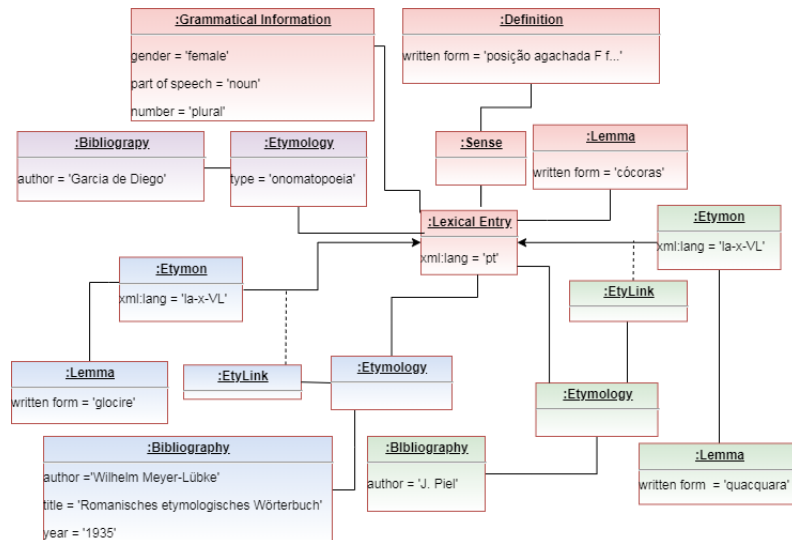 :Grammatical Information
gender = 'female'
part of speech = 'noun'
number = 'plural'
:Definition
written form = 'posição agachada F f...'
:Bibliograpy
author = 'Garcia de Diego'
:Etymology
type = 'onomatopoeia'
:Sense
:Lemma
written form = 'cócoras'
:Lexical Entry
xml:lang = 'pt'
:Etymon
xml:lang = 'la-x-VL'
:Etymon
xml:lang = 'la-x-VL'
:EtyLink
:Lemma
written form = 'glocire'
:EtyLink
:Etymology
:Etymology
:Bibliography
author ='Wilhelm Meyer-Lübke'
title = 'Romanisches etymologisches Wörterbuch'
year = '1935'
:BIbliography
author = 'J. Piel'
:Lemma
written form = 'quacquara'